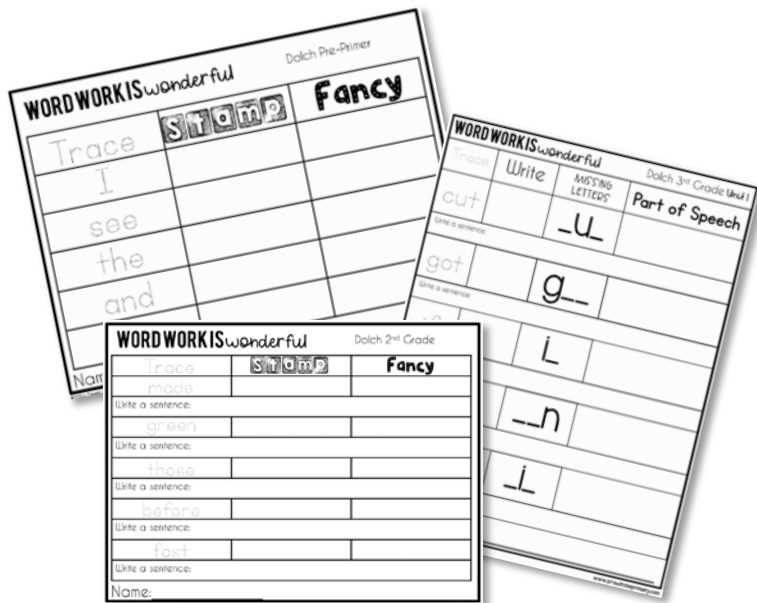 WORD WORK IS wonderful Dolch Pre-Primer
Trace Stamp Fancy
I
see
the
and
WORD WORK IS wonderful Dolch 3rd Grade Unit 1
Trace Write MISSING LETTERS Part of Speech
cut _u_
Write a sentence:
got g__
Write a sentence:
i_
__n
_i_
WORD WORK IS wonderful Dolch 2nd Grade
Trace Stamp Fancy
made
Write a sentence:
green
Write a sentence:
those
Write a sentence:
before
Write a sentence:
fast
Write a sentence:
Name: